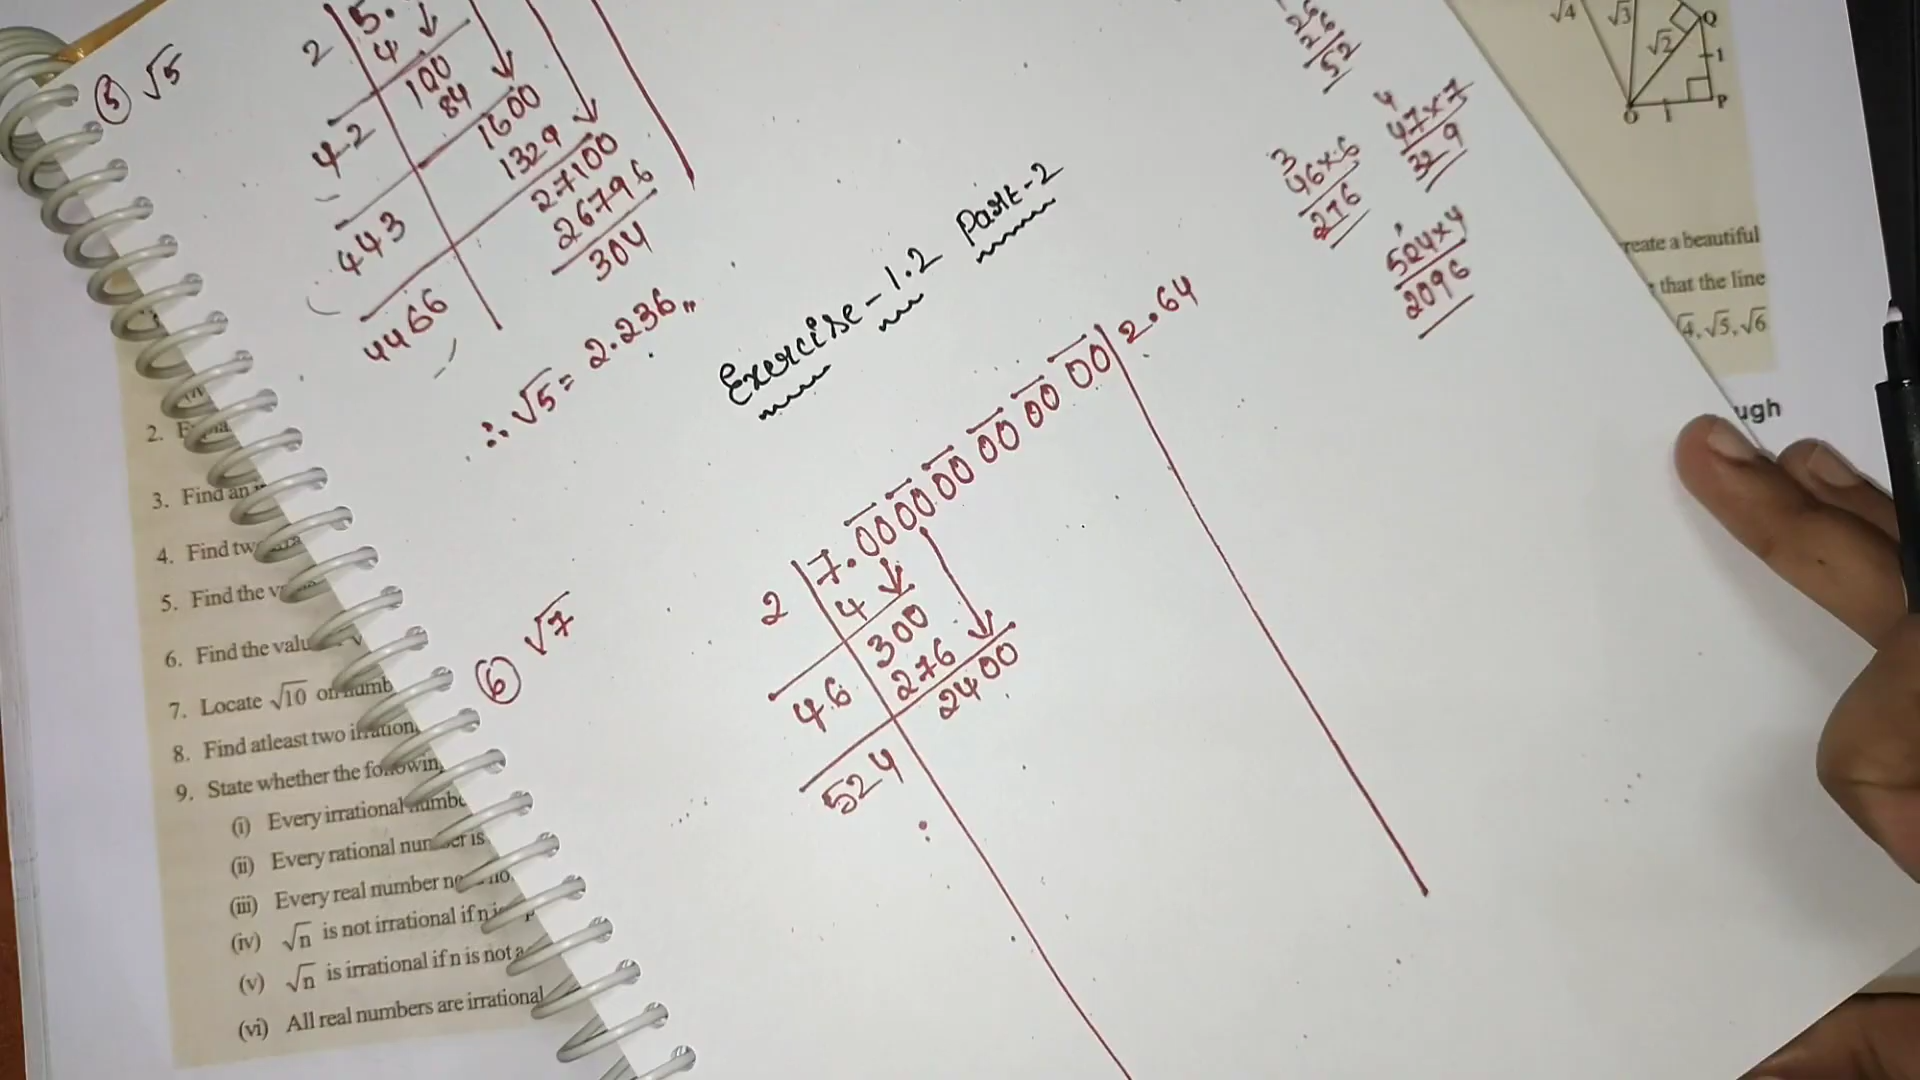 ⑤ √5
2 | 5.
4
100
4 2 | 84
1600
443 | 1329
27100
4466 | 26796
304
∴ √5 = 2.236
Exercise - 1.2 Part - 2
⑥ √7
7.00 00 00 00 00 00 | 2.64
2 | 4
300
46 | 276
2400
524
52
46×6
276
47×7
329
524×4
2096
√4 √3 √2
Q
1
P
O 1
create a beautiful
that the line
√4, √5, √6
2.
3. Find an
4. Find tw
5. Find the v
6. Find the valu
7. Locate √10 on numb
8. Find atleast two irration
9. State whether the followin
(i) Every irrational numbe
(ii) Every rational number is
(iii) Every real number ne
(iv) √n is not irrational if n is
(v) √n is irrational if n is not a
(vi) All real numbers are irrational